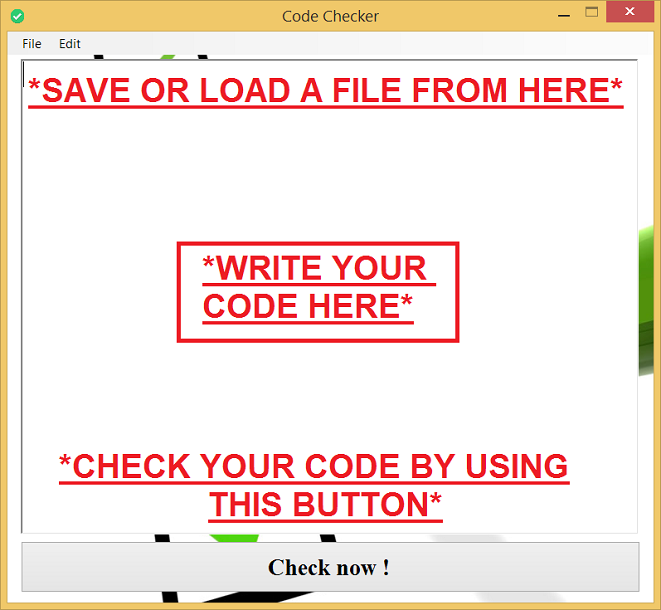 Code Checker
File Edit
*SAVE OR LOAD A FILE FROM HERE*
*WRITE YOUR
CODE HERE*
*CHECK YOUR CODE BY USING
THIS BUTTON*
Check now !